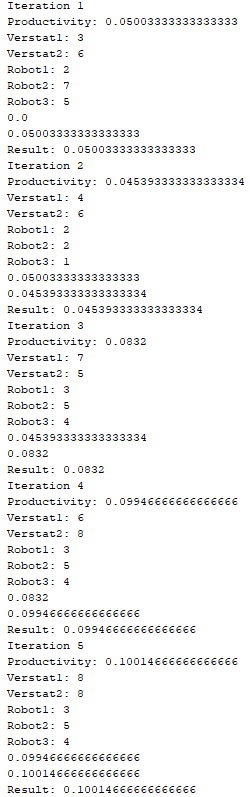 Iteration 1
Productivity: 0.05003333333333333
Verstat1: 3
Verstat2: 6
Robot1: 2
Robot2: 7
Robot3: 5
0.0
0.05003333333333333
Result: 0.05003333333333333
Iteration 2
Productivity: 0.045393333333333334
Verstat1: 4
Verstat2: 6
Robot1: 2
Robot2: 2
Robot3: 1
0.05003333333333333
0.045393333333333334
Result: 0.045393333333333334
Iteration 3
Productivity: 0.0832
Verstat1: 7
Verstat2: 5
Robot1: 3
Robot2: 5
Robot3: 4
0.045393333333333334
0.0832
Result: 0.0832
Iteration 4
Productivity: 0.09946666666666666
Verstat1: 6
Verstat2: 8
Robot1: 3
Robot2: 5
Robot3: 4
0.0832
0.09946666666666666
Result: 0.09946666666666666
Iteration 5
Productivity: 0.10014666666666666
Verstat1: 8
Verstat2: 8
Robot1: 3
Robot2: 5
Robot3: 4
0.09946666666666666
0.10014666666666666
Result: 0.10014666666666666